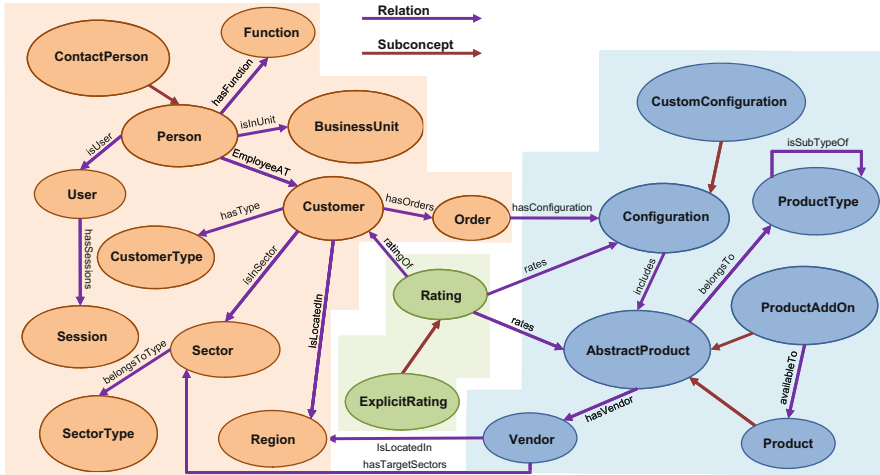 Relation
Subconcept
Function
ContactPerson
hasFunction
CustomConfiguration
isSubTypeOf
Person
isInUnit
BusinessUnit
isUser
EmployeeAT
User
hasType
Customer
hasOrders
Order
hasConfiguration
Configuration
ProductType
hasSessions
CustomerType
isInSector
ratingOf
rates
includes
belongsTo
Rating
IsLocatedIn
ProductAddOn
Session
Sector
rates
AbstractProduct
belongsToType
availableTo
ExplicitRating
hasVendor
SectorType
Region
IsLocatedIn
Vendor
Product
hasTargetSectors